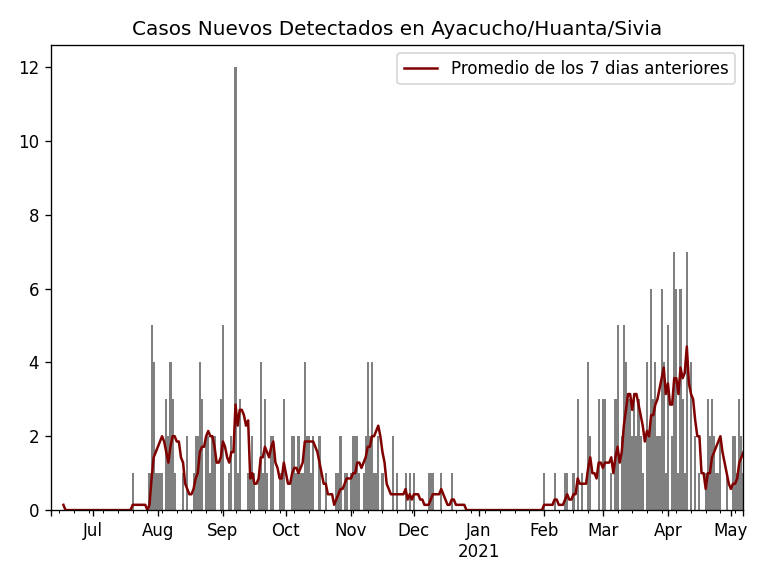 Casos Nuevos Detectados en Ayacucho/Huanta/Sivia
Promedio de los 7 dias anteriores
12
10
8
6
4
2
0
Jul Aug Sep Oct Nov Dec Jan Feb Mar Apr May
2021